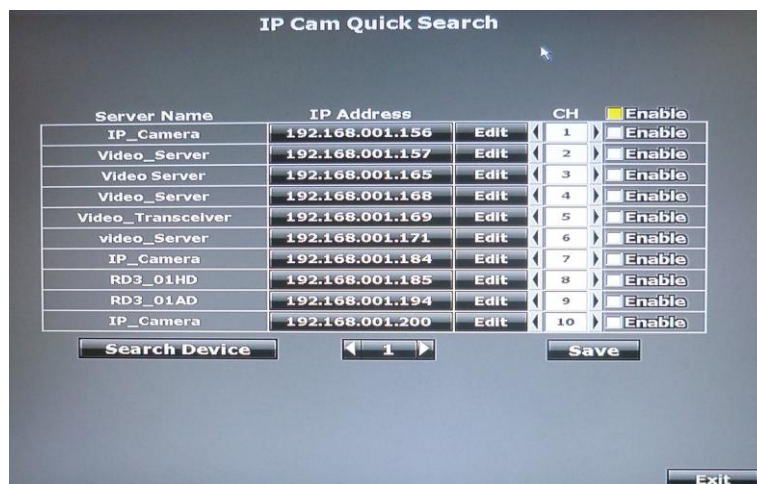 IP Cam Quick Search
Server Name IP Address CH Enable
IP_Camera 192.168.001.156 Edit 1 Enable
Video_Server 192.168.001.157 Edit 2 Enable
Video Server 192.168.001.165 Edit 3 Enable
Video_Server 192.168.001.168 Edit 4 Enable
Video_Transceiver 192.168.001.169 Edit 5 Enable
video_Server 192.168.001.171 Edit 6 Enable
IP_Camera 192.168.001.184 Edit 7 Enable
RD3_01HD 192.168.001.185 Edit 8 Enable
RD3_01AD 192.168.001.194 Edit 9 Enable
IP_Camera 192.168.001.200 Edit 10 Enable
Search Device 1 Save
Exit